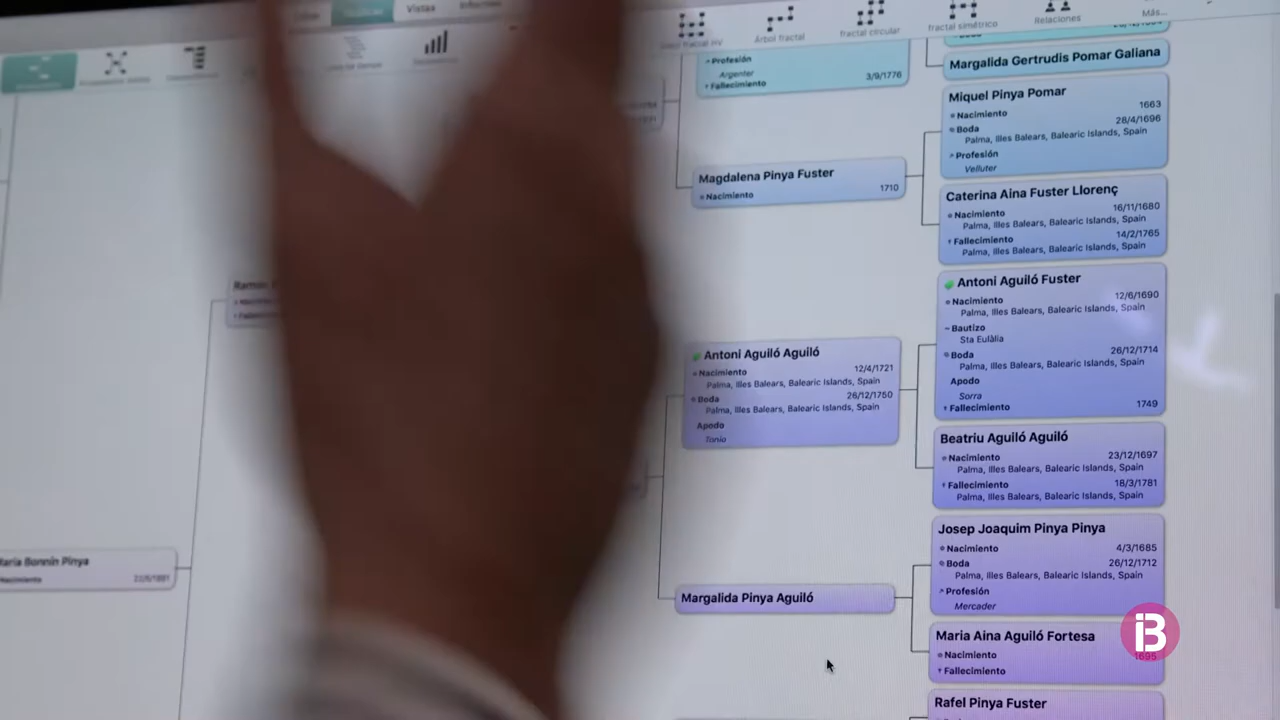 Vistas
Árbol fractal
fractal circular
fractal simétrico
Relaciones
Más...
Profesión
Argenter
Fallecimiento
3/9/1776
Margalida Gertrudis Pomar Galiana
Miquel Pinya Pomar
Nacimiento
1663
Boda
28/4/1696
Palma, Illes Balears, Balearic Islands, Spain
Profesión
Velluter
Magdalena Pinya Fuster
Nacimiento
1710
Caterina Aina Fuster Llorenç
Nacimiento
16/11/1680
Palma, Illes Balears, Balearic Islands, Spain
Fallecimiento
14/2/1765
Palma, Illes Balears, Balearic Islands, Spain
Antoni Aguiló Fuster
Nacimiento
12/6/1690
Palma, Illes Balears, Balearic Islands, Spain
Bautizo
Sta Eulàlia
Boda
26/12/1714
Palma, Illes Balears, Balearic Islands, Spain
Apodo
Sorra
Fallecimiento
1749
Antoni Aguiló Aguiló
Nacimiento
12/4/1721
Palma, Illes Balears, Balearic Islands, Spain
Boda
26/12/1750
Palma, Illes Balears, Balearic Islands, Spain
Apodo
Tonio
Beatriu Aguiló Aguiló
Nacimiento
23/12/1697
Palma, Illes Balears, Balearic Islands, Spain
Fallecimiento
18/3/1781
Palma, Illes Balears, Balearic Islands, Spain
Josep Joaquim Pinya Pinya
Nacimiento
4/3/1685
Boda
26/12/1712
Palma, Illes Balears, Balearic Islands, Spain
Profesión
Mercader
Margalida Pinya Aguiló
Maria Aina Aguiló Fortesa
Nacimiento
1695
Fallecimiento
Rafel Pinya Fuster
Maria Bonnin Pinya
Nacimiento
IB